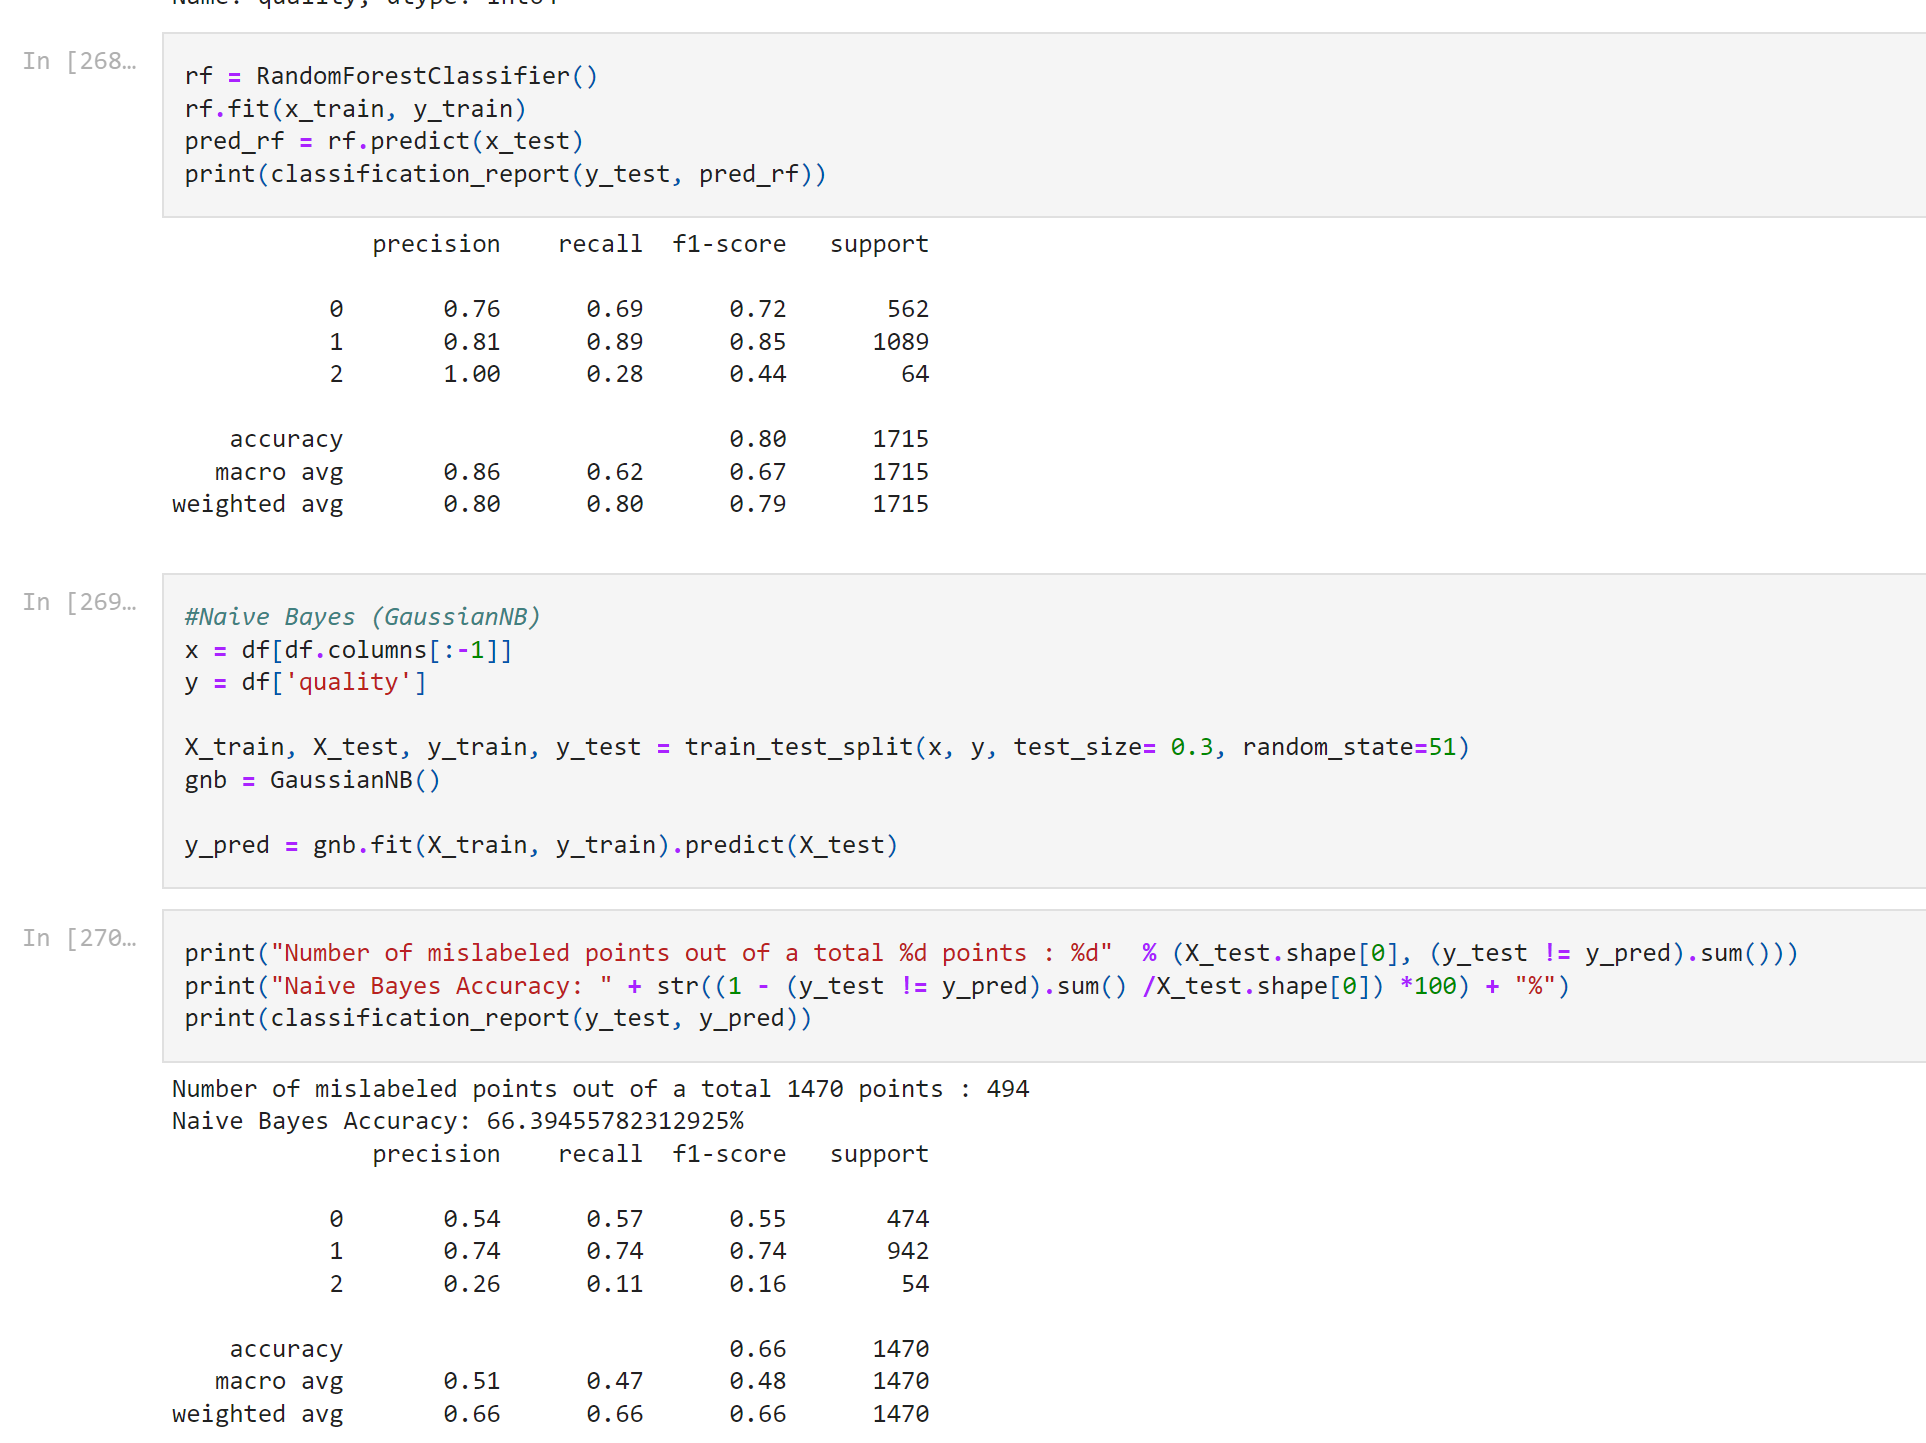 Name: quality, dtype: int64
In [268…
rf = RandomForestClassifier()
rf.fit(x_train, y_train)
pred_rf = rf.predict(x_test)
print(classification_report(y_test, pred_rf))
precision    recall  f1-score   support
0       0.76      0.69      0.72       562
1       0.81      0.89      0.85      1089
2       1.00      0.28      0.44        64
accuracy                           0.80      1715
macro avg       0.86      0.62      0.67      1715
weighted avg       0.80      0.80      0.79      1715
In [269…
#Naive Bayes (GaussianNB)
x = df[df.columns[:-1]]
y = df['quality']
X_train, X_test, y_train, y_test = train_test_split(x, y, test_size= 0.3, random_state=51)
gnb = GaussianNB()
y_pred = gnb.fit(X_train, y_train).predict(X_test)
In [270…
print("Number of mislabeled points out of a total %d points : %d"  % (X_test.shape[0], (y_test != y_pred).sum()))
print("Naive Bayes Accuracy: " + str((1 - (y_test != y_pred).sum() /X_test.shape[0]) *100) + "%")
print(classification_report(y_test, y_pred))
Number of mislabeled points out of a total 1470 points : 494
Naive Bayes Accuracy: 66.39455782312925%
precision    recall  f1-score   support
0       0.54      0.57      0.55       474
1       0.74      0.74      0.74       942
2       0.26      0.11      0.16        54
accuracy                           0.66      1470
macro avg       0.51      0.47      0.48      1470
weighted avg       0.66      0.66      0.66      1470